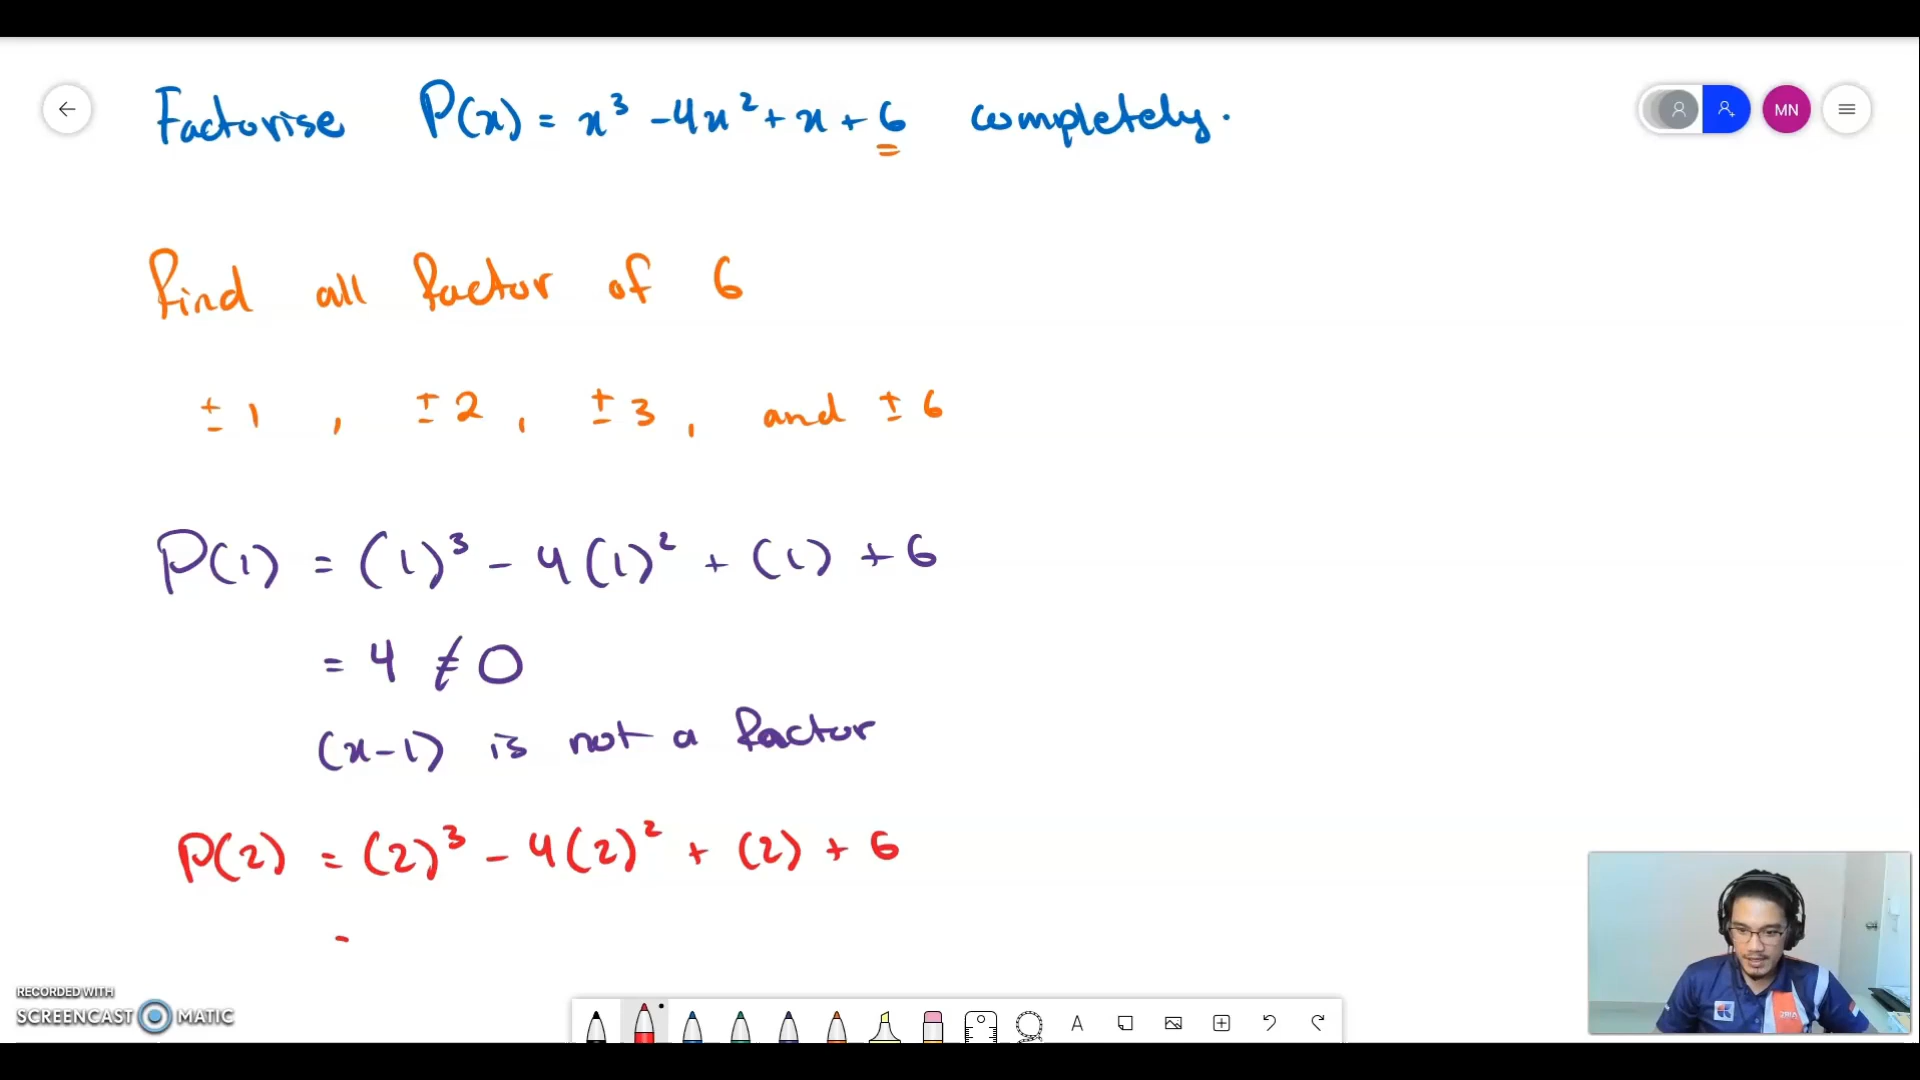 Factorise P(x) = x³ - 4x² + x + 6 completely.
MN
Find all factor of 6
± 1 , ± 2 , ± 3 , and ± 6
P(1) = (1)³ - 4(1)² + (1) + 6
= 4 ≠ 0
(x-1) is not a factor
P(2) = (2)³ - 4(2)² + (2) + 6
RECORDED WITH
SCREENCAST MATIC
A